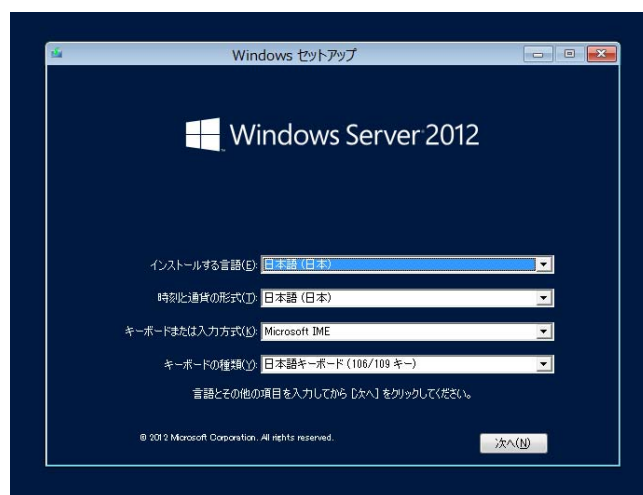 Windows セットアップ
Windows Server 2012
インストールする言語(E): 日本語 (日本)
時刻と通貨の形式(T): 日本語 (日本)
キーボードまたは入力方式(K): Microsoft IME
キーボードの種類(Y): 日本語キーボード (106/109 キー)
言語とその他の項目を入力してから [次へ] をクリックしてください。
© 2012 Microsoft Corporation. All rights reserved.
次へ(N)